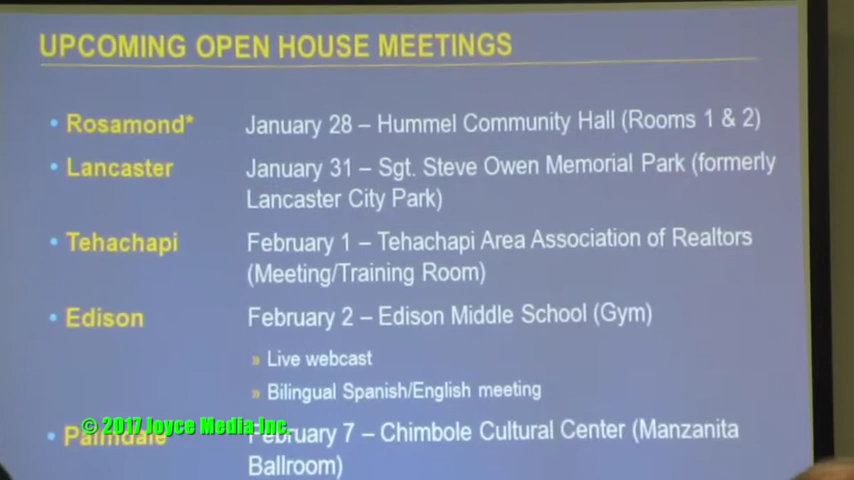 UPCOMING OPEN HOUSE MEETINGS
• Rosamond* January 28 – Hummel Community Hall (Rooms 1 & 2)
• Lancaster January 31 – Sgt. Steve Owen Memorial Park (formerly
Lancaster City Park)
• Tehachapi February 1 – Tehachapi Area Association of Realtors
(Meeting/Training Room)
• Edison February 2 – Edison Middle School (Gym)
» Live webcast
» Bilingual Spanish/English meeting
© 2017 Joyce Media Inc.
• Palmdale February 7 – Chimbole Cultural Center (Manzanita
Ballroom)